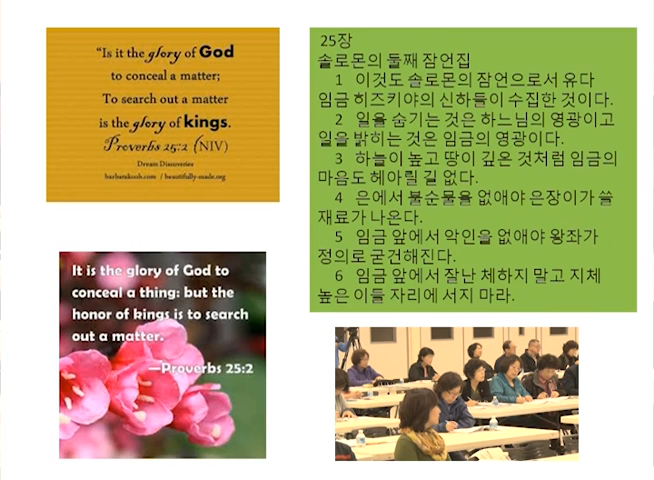 "Is it the glory of God
to conceal a matter;
To search out a matter
is the glory of kings.
Proverbs 25:2 (NIV)
Dream Discoveries
barbarakoob.com / beautifully-made.org
25장
솔로몬의 둘째 잠언집
1 이것도 솔로몬의 잠언으로서 유다
임금 히즈키야의 신하들이 수집한 것이다.
2 일을 숨기는 것은 하느님의 영광이고
일을 밝히는 것은 임금의 영광이다.
3 하늘이 높고 땅이 깊은 것처럼 임금의
마음도 헤아릴 길 없다.
4 은에서 불순물을 없애야 은장이가 쓸
재료가 나온다.
5 임금 앞에서 악인을 없애야 왕좌가
정의로 굳건해진다.
6 임금 앞에서 잘난 체하지 말고 지체
높은 이들 자리에 서지 마라.
It is the glory of God to
conceal a thing: but the
honor of kings is to search
out a matter.
—Proverbs 25:2